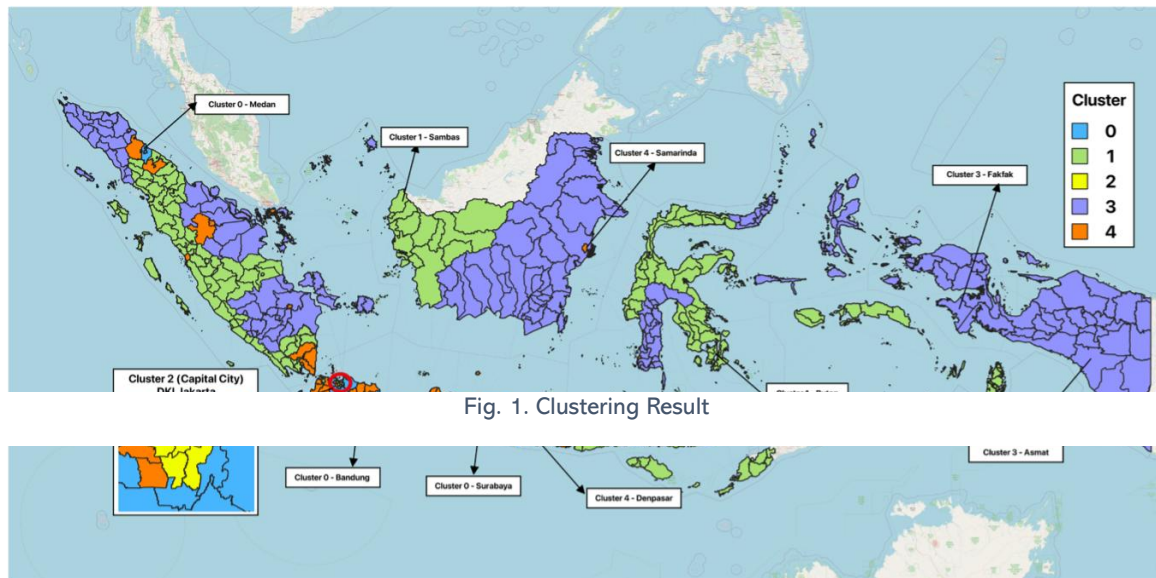 Cluster 0 - Medan
Cluster 1 - Sambas
Cluster 4 - Samarinda
Cluster 3 - Fakfak
Cluster
0
1
2
3
4
Cluster 2 (Capital City)
DKI Jakarta
Fig. 1. Clustering Result
Cluster 0 - Bandung
Cluster 0 - Surabaya
Cluster 4 - Denpasar
Cluster 3 - Asmat